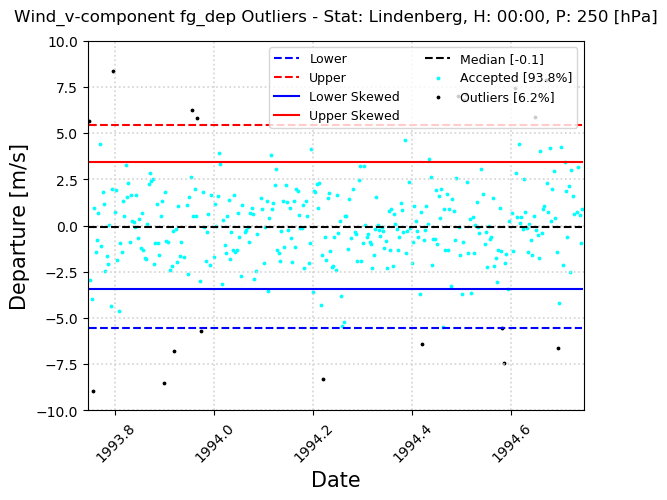 Wind_v-component fg_dep Outliers - Stat: Lindenberg, H: 00:00, P: 250 [hPa]
10.0
7.5
5.0
2.5
0.0
−2.5
−5.0
−7.5
−10.0
Departure [m/s]
Lower
Upper
Lower Skewed
Upper Skewed
Median [-0.1]
Accepted [93.8%]
Outliers [6.2%]
1993.8
1994.0
1994.2
1994.4
1994.6
Date